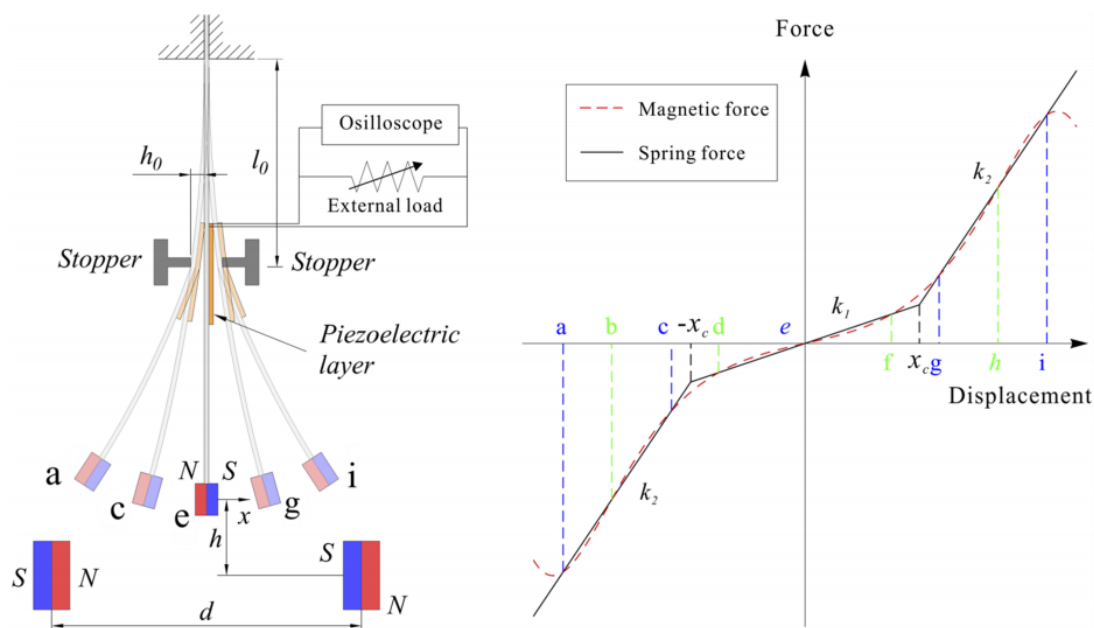 Osilloscope
External load
h0
l0
Stopper
Stopper
Piezoelectric
layer
a
c
N
S
e
x
g
i
h
S
N
S
N
d
Force
Magnetic force
Spring force
k2
k1
a
b
c
-xc
d
e
f
xc
g
h
i
Displacement
k2